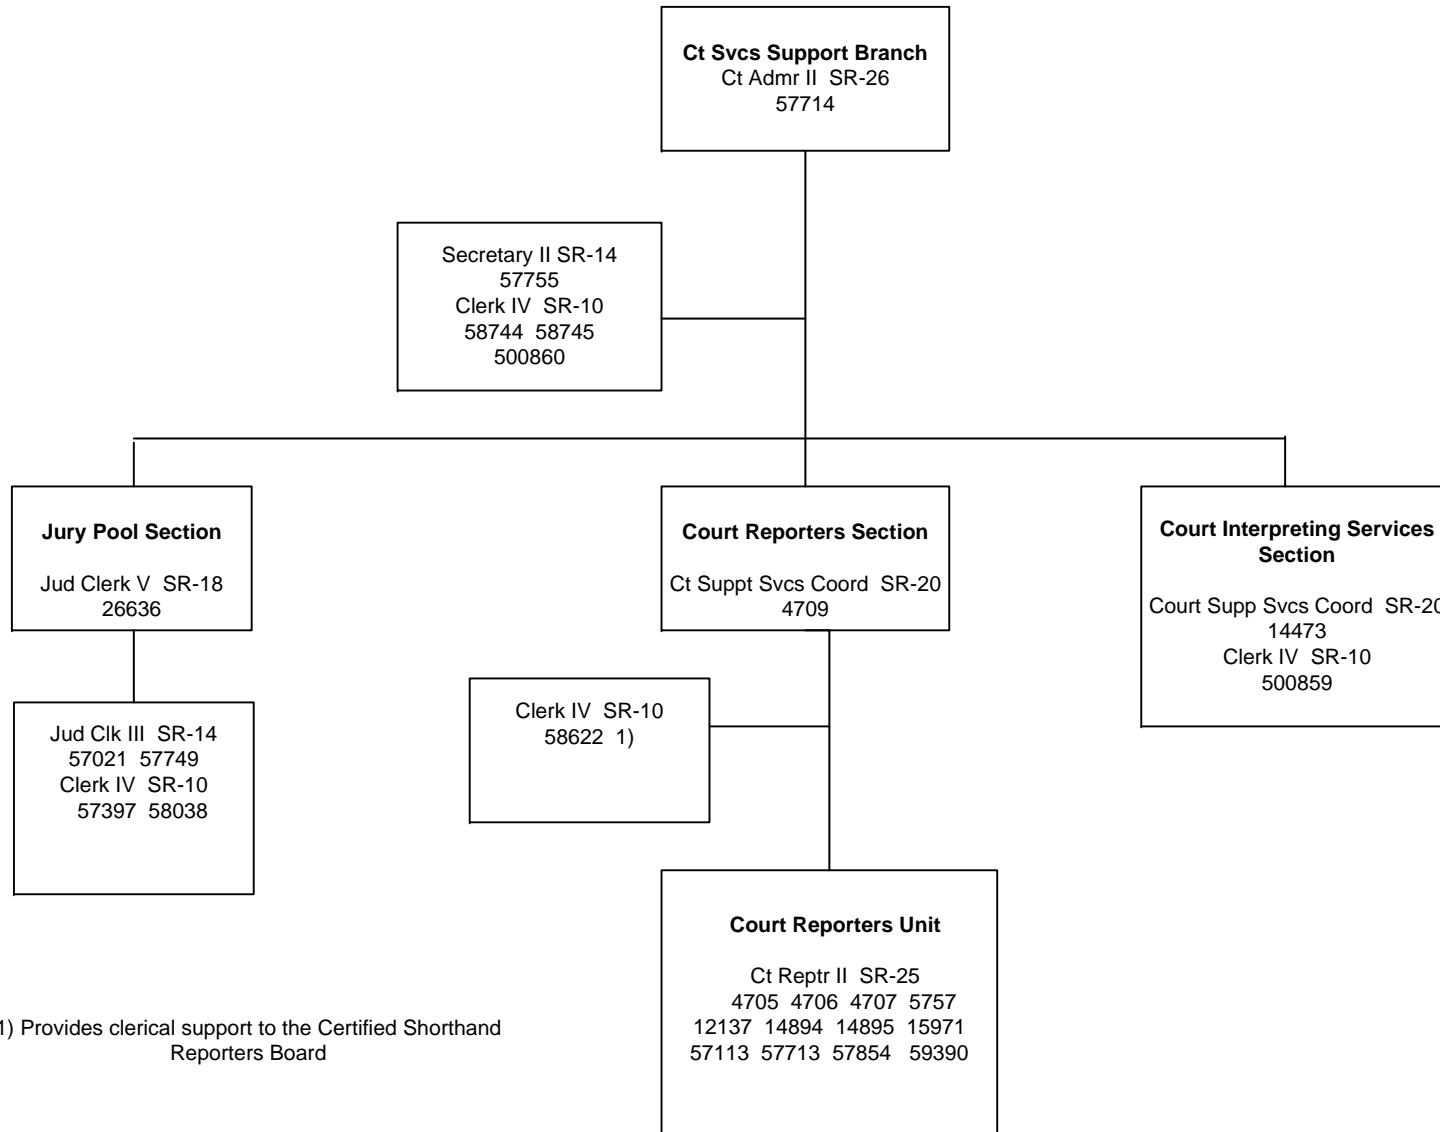 Ct Svcs Support Branch
Ct Admr II  SR-26
57714
Secretary II SR-14
57755
Clerk IV  SR-10
58744  58745
500860
Jury Pool Section
Jud Clerk V  SR-18
26636
Court Reporters Section
Ct Suppt Svcs Coord  SR-20
4709
Court Interpreting Services
Section
Court Supp Svcs Coord  SR-20
14473
Clerk IV  SR-10
500859
Jud Clk III  SR-14
57021  57749
Clerk IV  SR-10
57397  58038
Clerk IV  SR-10
58622  1)
Court Reporters Unit
Ct Reptr II  SR-25
4705  4706  4707  5757
12137  14894  14895  15971
57113  57713  57854   59390
1) Provides clerical support to the Certified Shorthand
Reporters Board